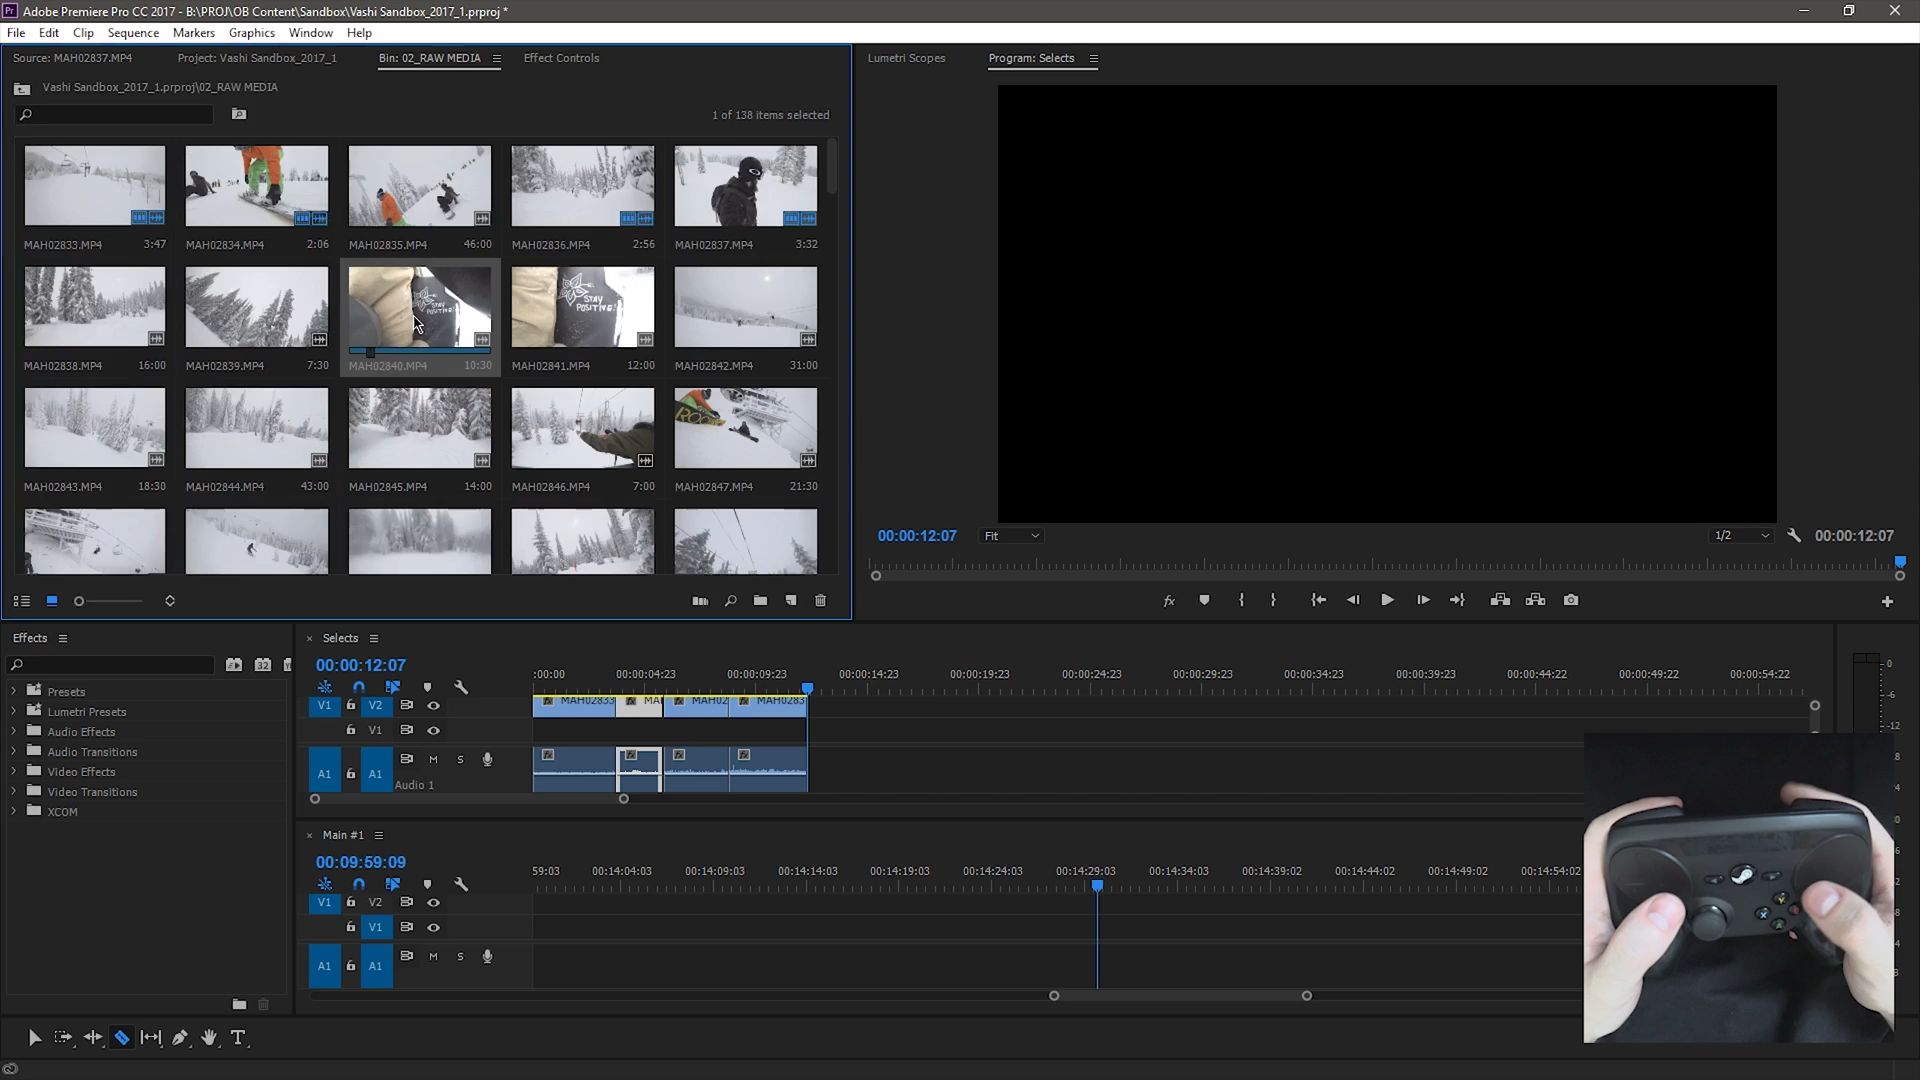 Pr Adobe Premiere Pro CC 2017 - B:\PROJ\OB Content\Sandbox\Vashi Sandbox_2017_1.prproj *
File Edit Clip Sequence Markers Graphics Window Help
Source: MAH02837.MP4 Project: Vashi Sandbox_2017_1 Bin: 02_RAW MEDIA Effect Controls
Lumetri Scopes Program: Selects
Vashi Sandbox_2017_1.prproj\02_RAW MEDIA
1 of 138 items selected
MAH02833.MP4 3:47 MAH02834.MP4 2:06 MAH02835.MP4 46:00 MAH02836.MP4 2:56 MAH02837.MP4 3:32
STAY POSITIVE!
STAY
POSITIVE!
MAH02838.MP4 16:00 MAH02839.MP4 7:30 MAH02840.MP4 10:30 MAH02841.MP4 12:00 MAH02842.MP4 31:00
MAH02843.MP4 18:30 MAH02844.MP4 43:00 MAH02845.MP4 14:00 MAH02846.MP4 7:00 MAH02847.MP4 21:30
00:00:12:07 Fit 1/2 00:00:12:07
Effects
32
Presets
Lumetri Presets
Audio Effects
Audio Transitions
Video Effects
Video Transitions
XCOM
Selects
00:00:12:07
:00:00 00:00:04:23 00:00:09:23 00:00:14:23 00:00:19:23 00:00:24:23 00:00:29:23 00:00:34:23 00:00:39:23 00:00:44:22 00:00:49:22 00:00:54:22
V1 V2 MAH02833 MAH02 MAH0283
V1
A1 A1 M S
Audio 1
0
-6
-12
Main #1
00:09:59:09
59:03 00:14:04:03 00:14:09:03 00:14:14:03 00:14:19:03 00:14:24:03 00:14:29:03 00:14:34:03 00:14:39:02 00:14:44:02 00:14:49:02 00:14:54:02
V1 V2
V1
A1 A1 M S
X Y A
T